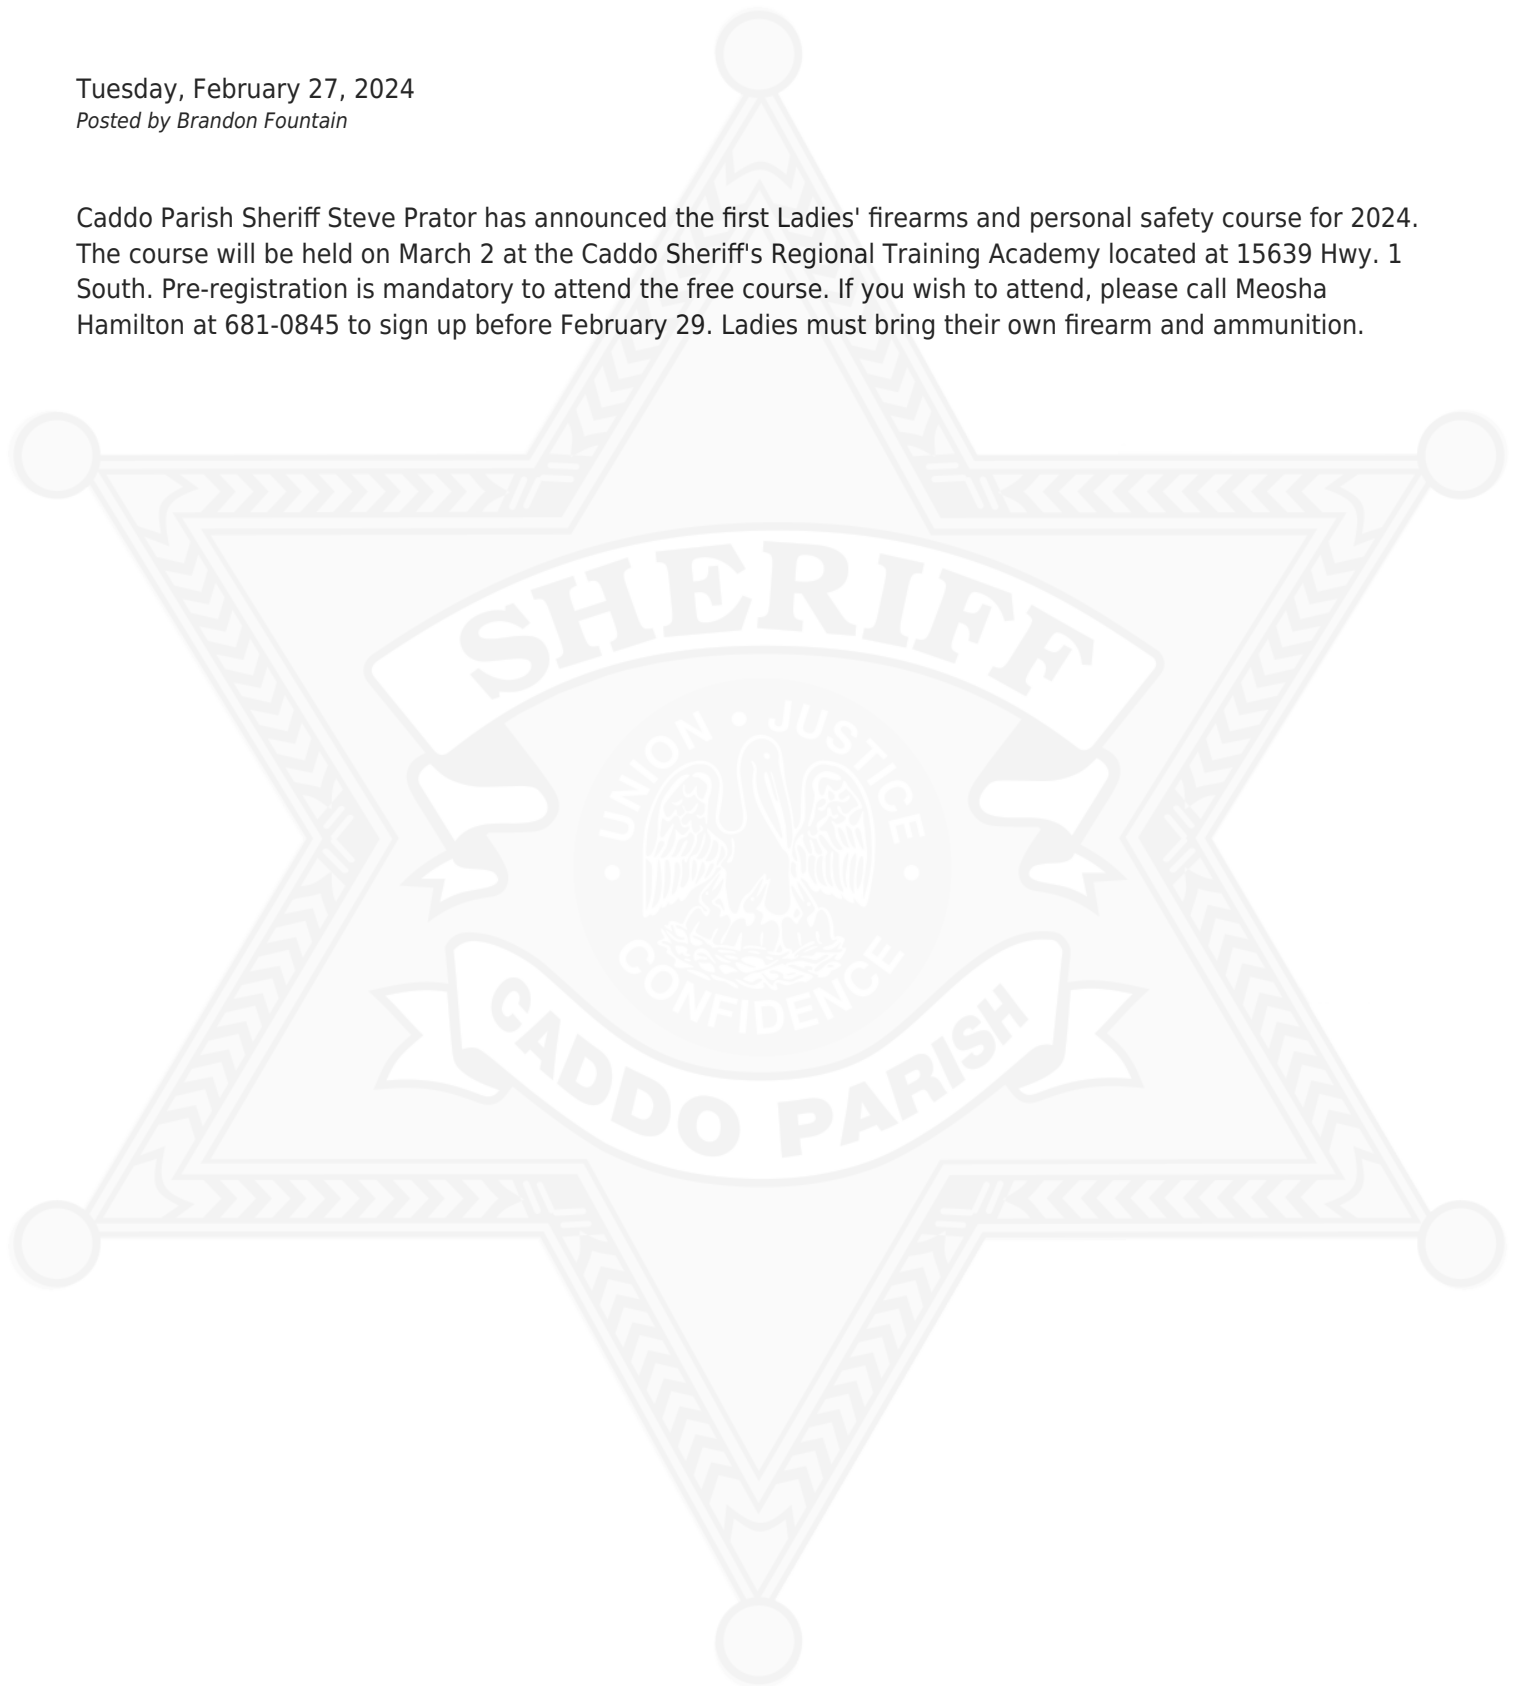 Tuesday, February 27, 2024
Posted by Brandon Fountain
Caddo Parish Sheriff Steve Prator has announced the first Ladies' firearms and personal safety course for 2024.
The course will be held on March 2 at the Caddo Sheriff's Regional Training Academy located at 15639 Hwy. 1
South. Pre-registration is mandatory to attend the free course. If you wish to attend, please call Meosha
Hamilton at 681-0845 to sign up before February 29. Ladies must bring their own firearm and ammunition.
SHERIFF
UNION • JUSTICE
• CONFIDENCE •
CADDO PARISH